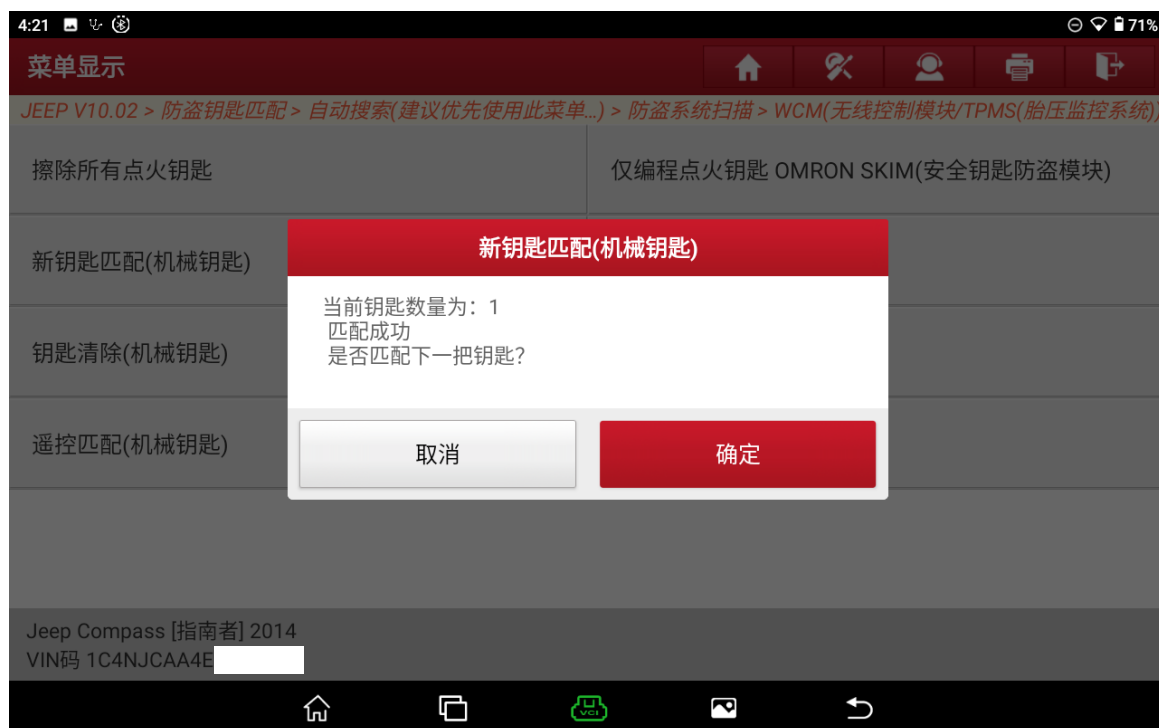 4:21
71%
菜单显示
JEEP V10.02 > 防盗钥匙匹配 > 自动搜索(建议优先使用此菜单...) > 防盗系统扫描 > WCM(无线控制模块/TPMS(胎压监控系统))
擦除所有点火钥匙
仅编程点火钥匙 OMRON SKIM(安全钥匙防盗模块)
新钥匙匹配(机械钥匙)
新钥匙匹配(机械钥匙)
当前钥匙数量为：1
匹配成功
是否匹配下一把钥匙？
钥匙清除(机械钥匙)
遥控匹配(机械钥匙)
取消
确定
Jeep Compass [指南者] 2014
VIN码 1C4NJCAA4E
VCI